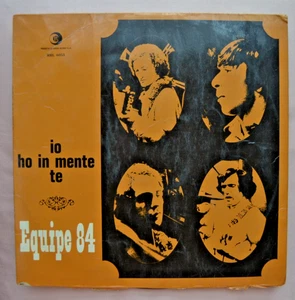 io
ho in mente
te
Equipe 84